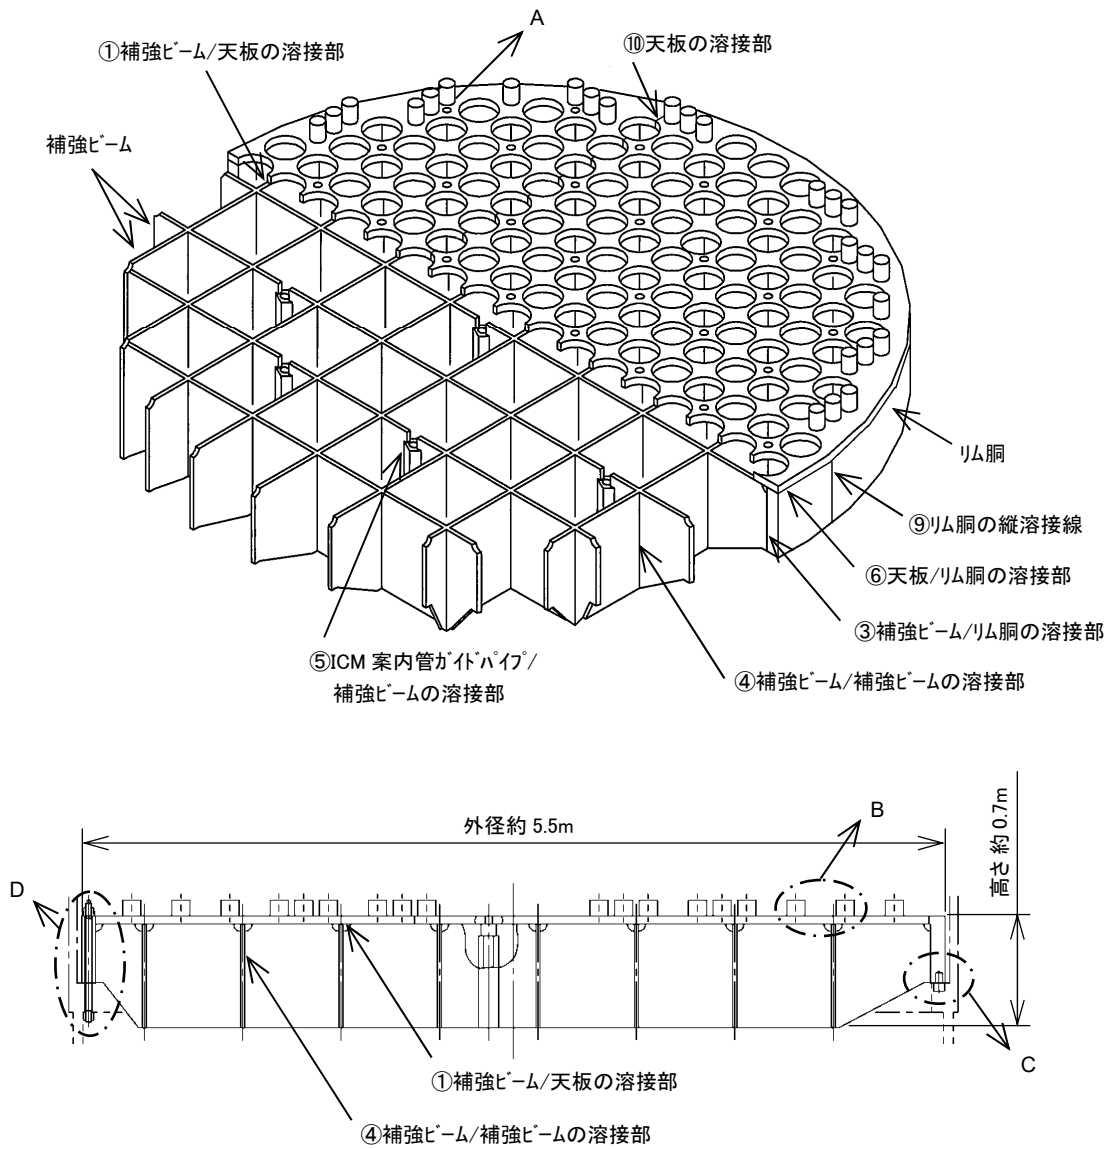 A
①補強ﾋﾞｰﾑ/天板の溶接部
⑩天板の溶接部
補強ﾋﾞｰﾑ
ﾘﾑ胴
⑨ﾘﾑ胴の縦溶接線
⑥天板/ﾘﾑ胴の溶接部
③補強ﾋﾞｰﾑ/ﾘﾑ胴の溶接部
⑤ICM 案内管ｶﾞｲﾄﾞﾊﾟｲﾌﾟ/
補強ﾋﾞｰﾑの溶接部
④補強ﾋﾞｰﾑ/補強ﾋﾞｰﾑの溶接部
外径約 5.5m
B
高さ 約 0.7m
D
C
①補強ﾋﾞｰﾑ/天板の溶接部
④補強ﾋﾞｰﾑ/補強ﾋﾞｰﾑの溶接部